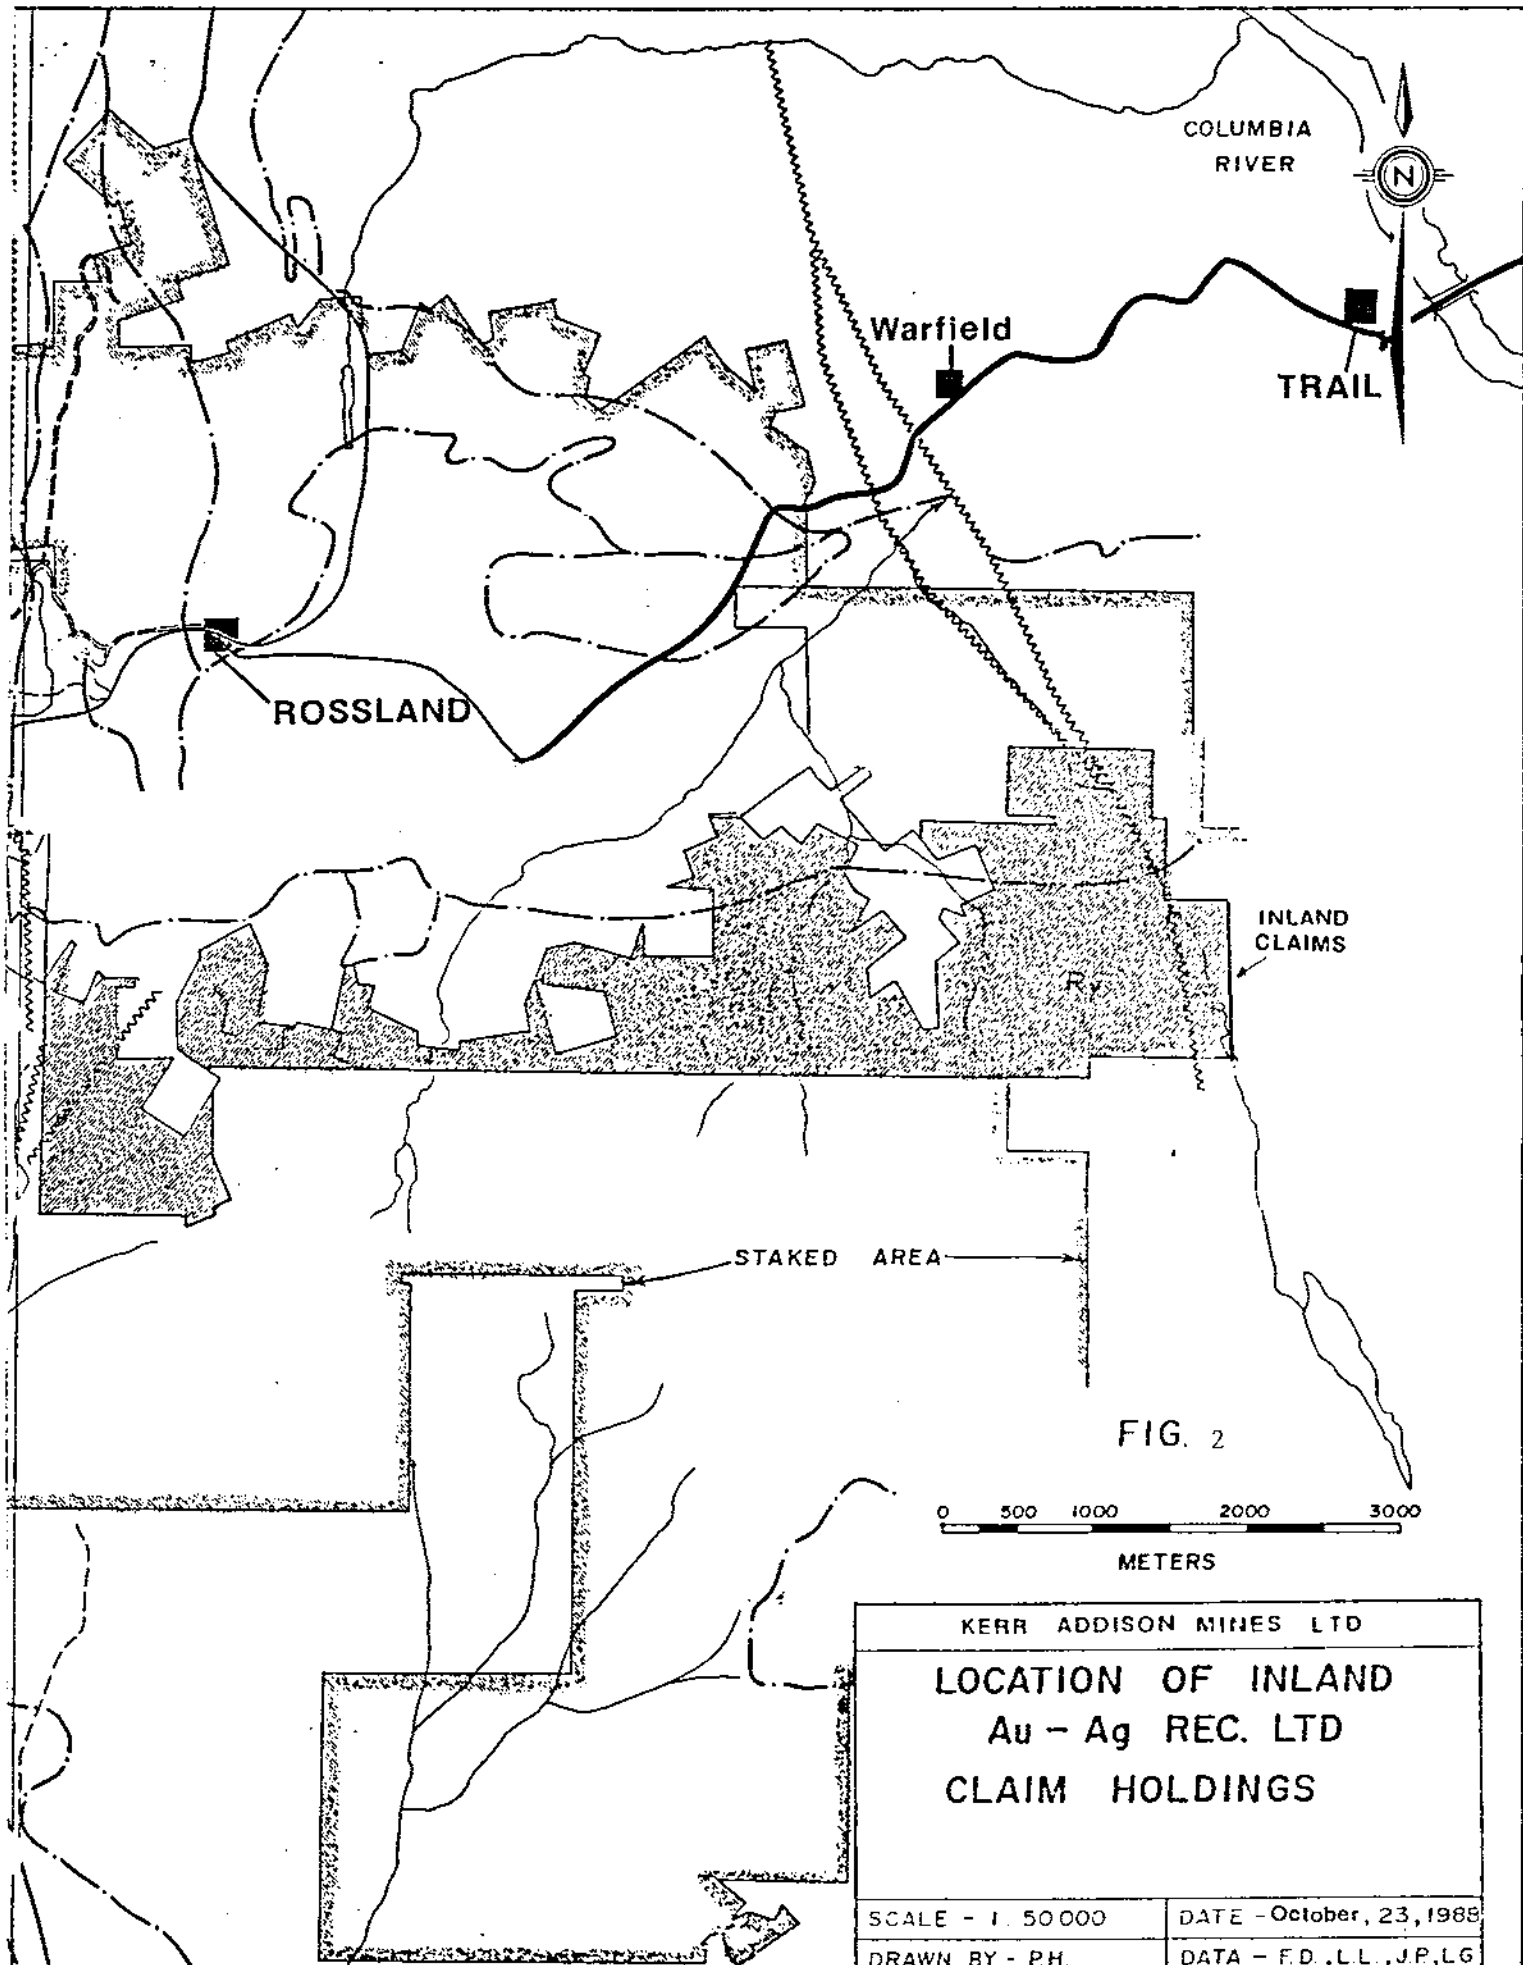 COLUMBIA
RIVER
N
Warfield
TRAIL
ROSSLAND
INLAND
CLAIMS
Rv
STAKED AREA
FIG. 2
0 500 1000 2000 3000
METERS
KERR ADDISON MINES LTD
LOCATION OF INLAND
Au - Ag REC. LTD
CLAIM HOLDINGS
SCALE - 1: 50000
DATE - October, 23, 1988
DRAWN BY - P.H.
DATA - F.D., L.L., J.P., LG